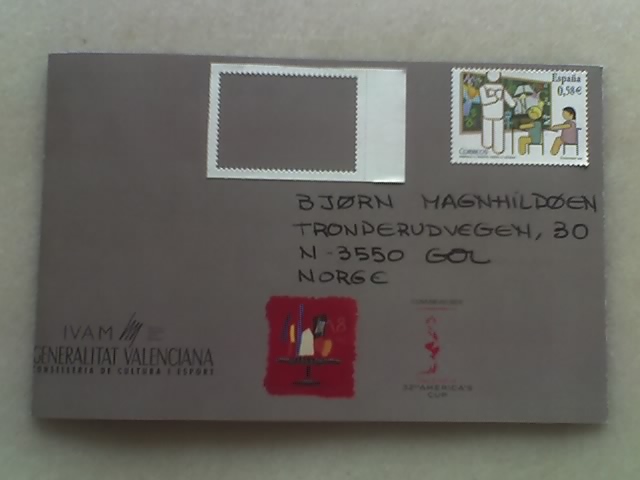 España
0,58€
CORREOS
BJØRN MAGNHILDØEN
TRONDERUDVEGEN, 30
N-3550 GOL
NORGE
IVAM
GENERALITAT VALENCIANA
CONSELLERIA DE CULTURA I ESPORT
32ND AMERICA'S
CUP